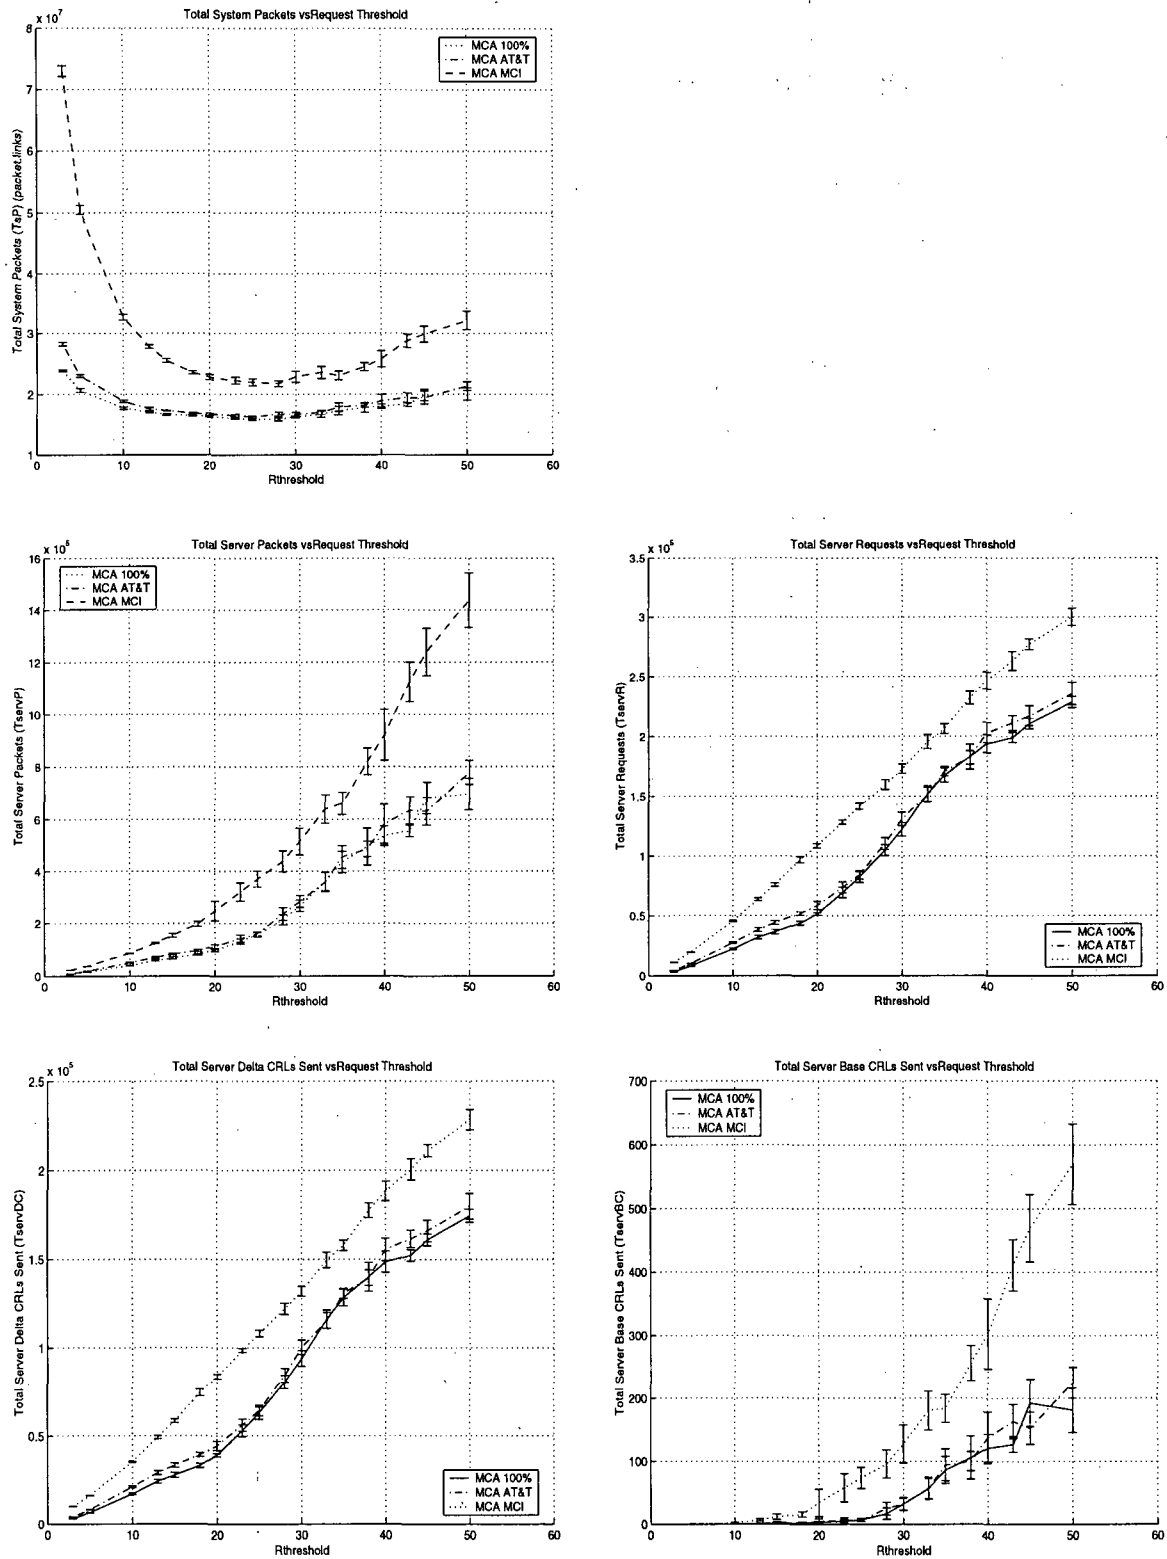 Total System Packets vsRequest Threshold
x 10^7
8
7
6
5
4
3
2
1
Total System Packets (TsP) (packet.links)
MCA 100%
MCA AT&T
MCA MCI
0 10 20 30 40 50 60
Rthreshold
Total Server Packets vsRequest Threshold
x 10^5
16
14
12
10
8
6
4
2
0
Total Server Packets (TservP)
MCA 100%
MCA AT&T
MCA MCI
0 10 20 30 40 50 60
Rthreshold
Total Server Requests vsRequest Threshold
x 10^5
3.5
3
2.5
2
1.5
1
0.5
0
Total Server Requests (TservR)
MCA 100%
MCA AT&T
MCA MCI
0 10 20 30 40 50 60
Rthreshold
Total Server Delta CRLs Sent vsRequest Threshold
x 10^5
2.5
2
1.5
1
0.5
0
Total Server Delta CRLs Sent (TservDC)
MCA 100%
MCA AT&T
MCA MCI
0 10 20 30 40 50 60
Rthreshold
Total Server Base CRLs Sent vsRequest Threshold
700
600
500
400
300
200
100
0
Total Server Base CRLs Sent (TservBC)
MCA 100%
MCA AT&T
MCA MCI
0 10 20 30 40 50 60
Rthreshold